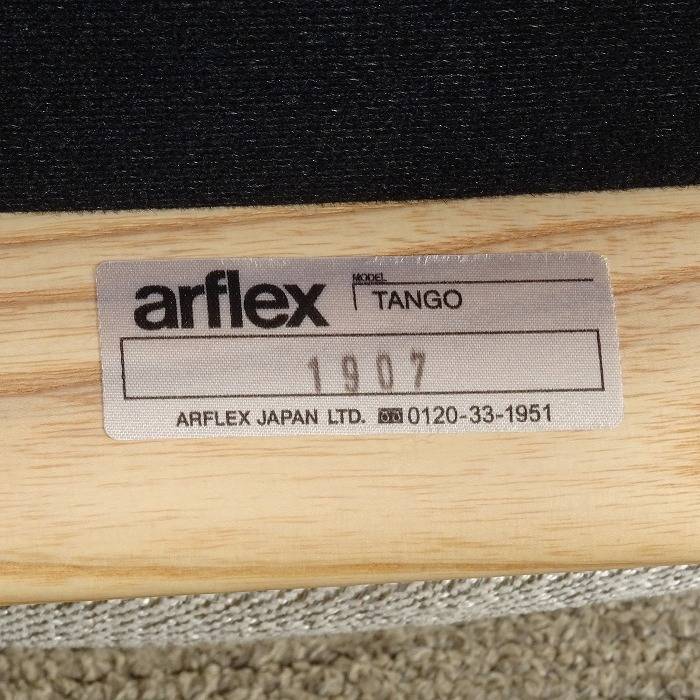 arflex
MODEL
TANGO
1907
ARFLEX JAPAN LTD. 0120-33-1951